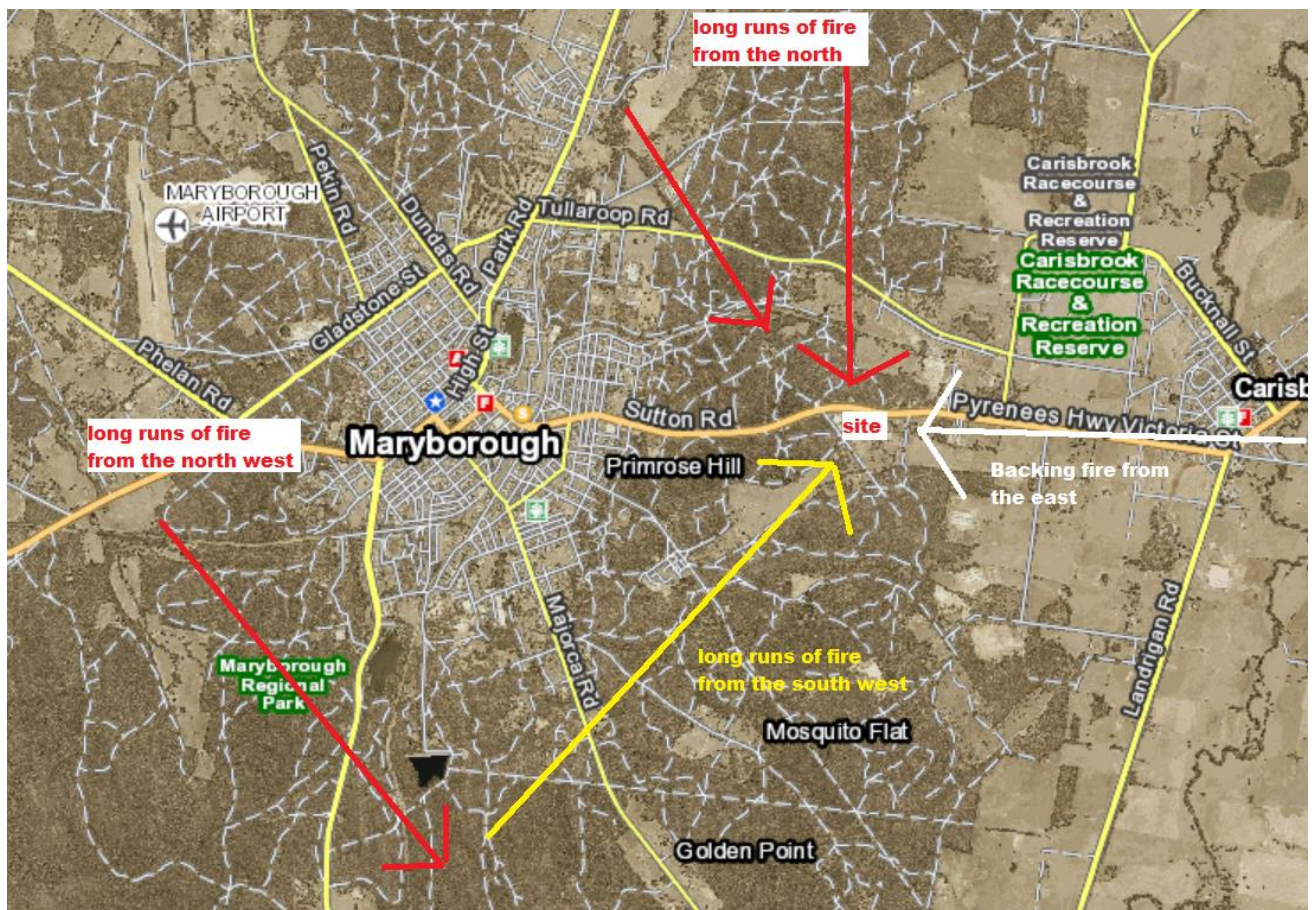 long runs of fire
from the north
Pekin Rd
MARYBOROUGH
AIRPORT
Dundas Rd
Park Rd
Tullaroop Rd
Carisbrook
Racecourse
&
Recreation
Reserve
Carisbrook
Racecourse
&
Recreation
Reserve
Bucknall St
Gladstone St
Phelan Rd
High St
Carisb
long runs of fire
from the north west
Maryborough
S
Sutton Rd
site
Pyrenees Hwy Victoria St
Primrose Hill
Backing fire from
the east
Majorca Rd
Landrigan Rd
Maryborough
Regional
Park
long runs of fire
from the south west
Mosquito Flat
Golden Point